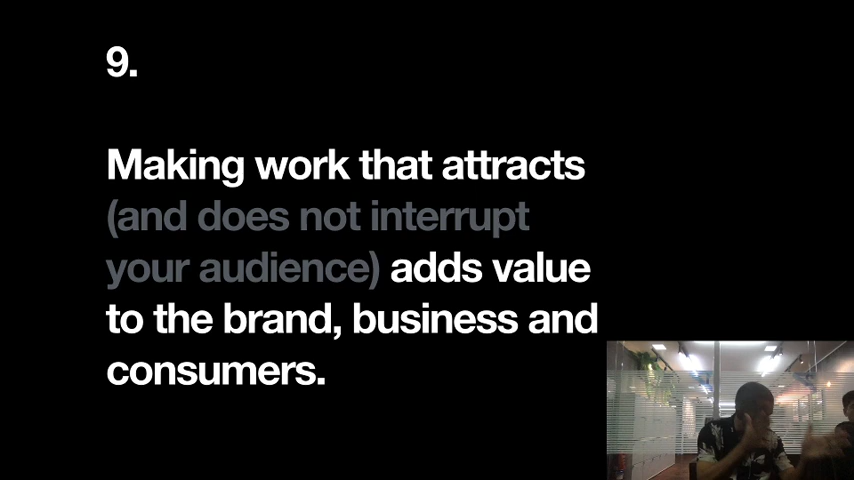 9.
Making work that attracts
(and does not interrupt
your audience) adds value
to the brand, business and
consumers.